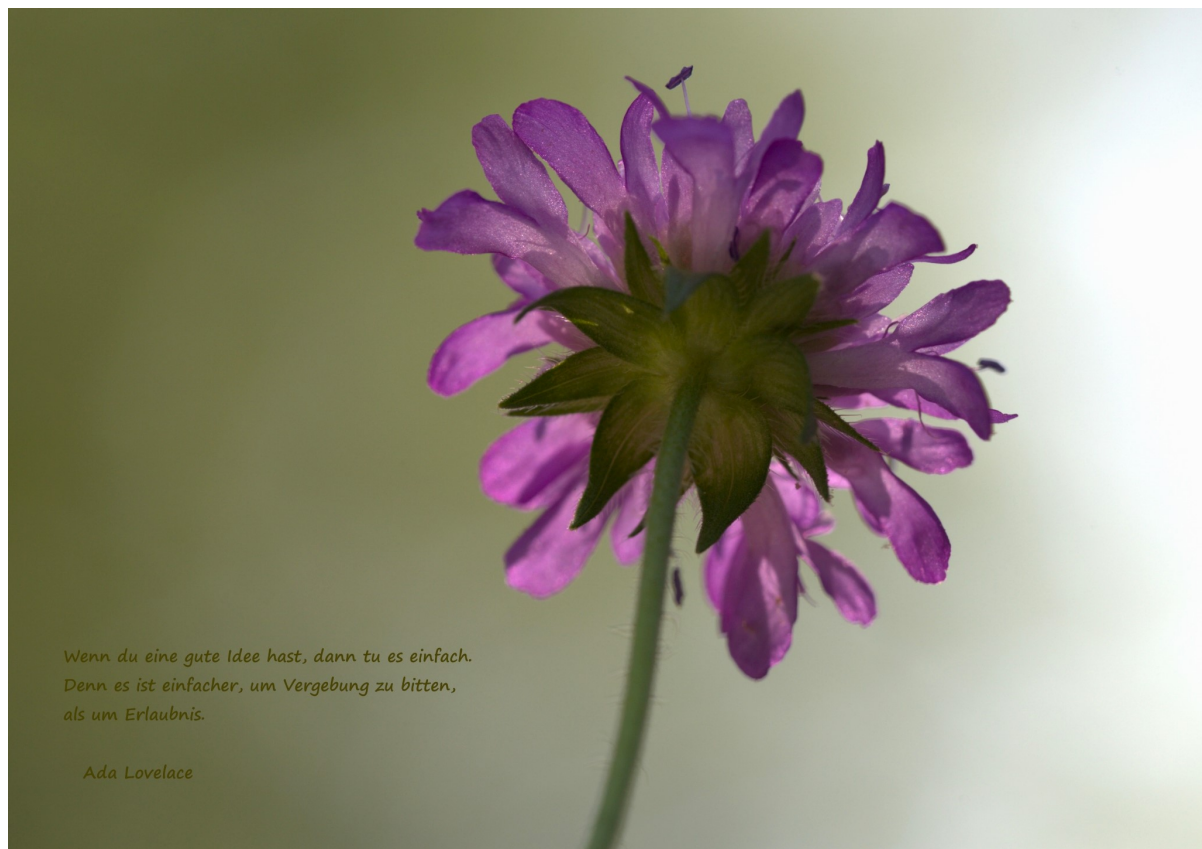 Wenn du eine gute Idee hast, dann tu es einfach.
Denn es ist einfacher, um Vergebung zu bitten,
als um Erlaubnis.
Ada Lovelace